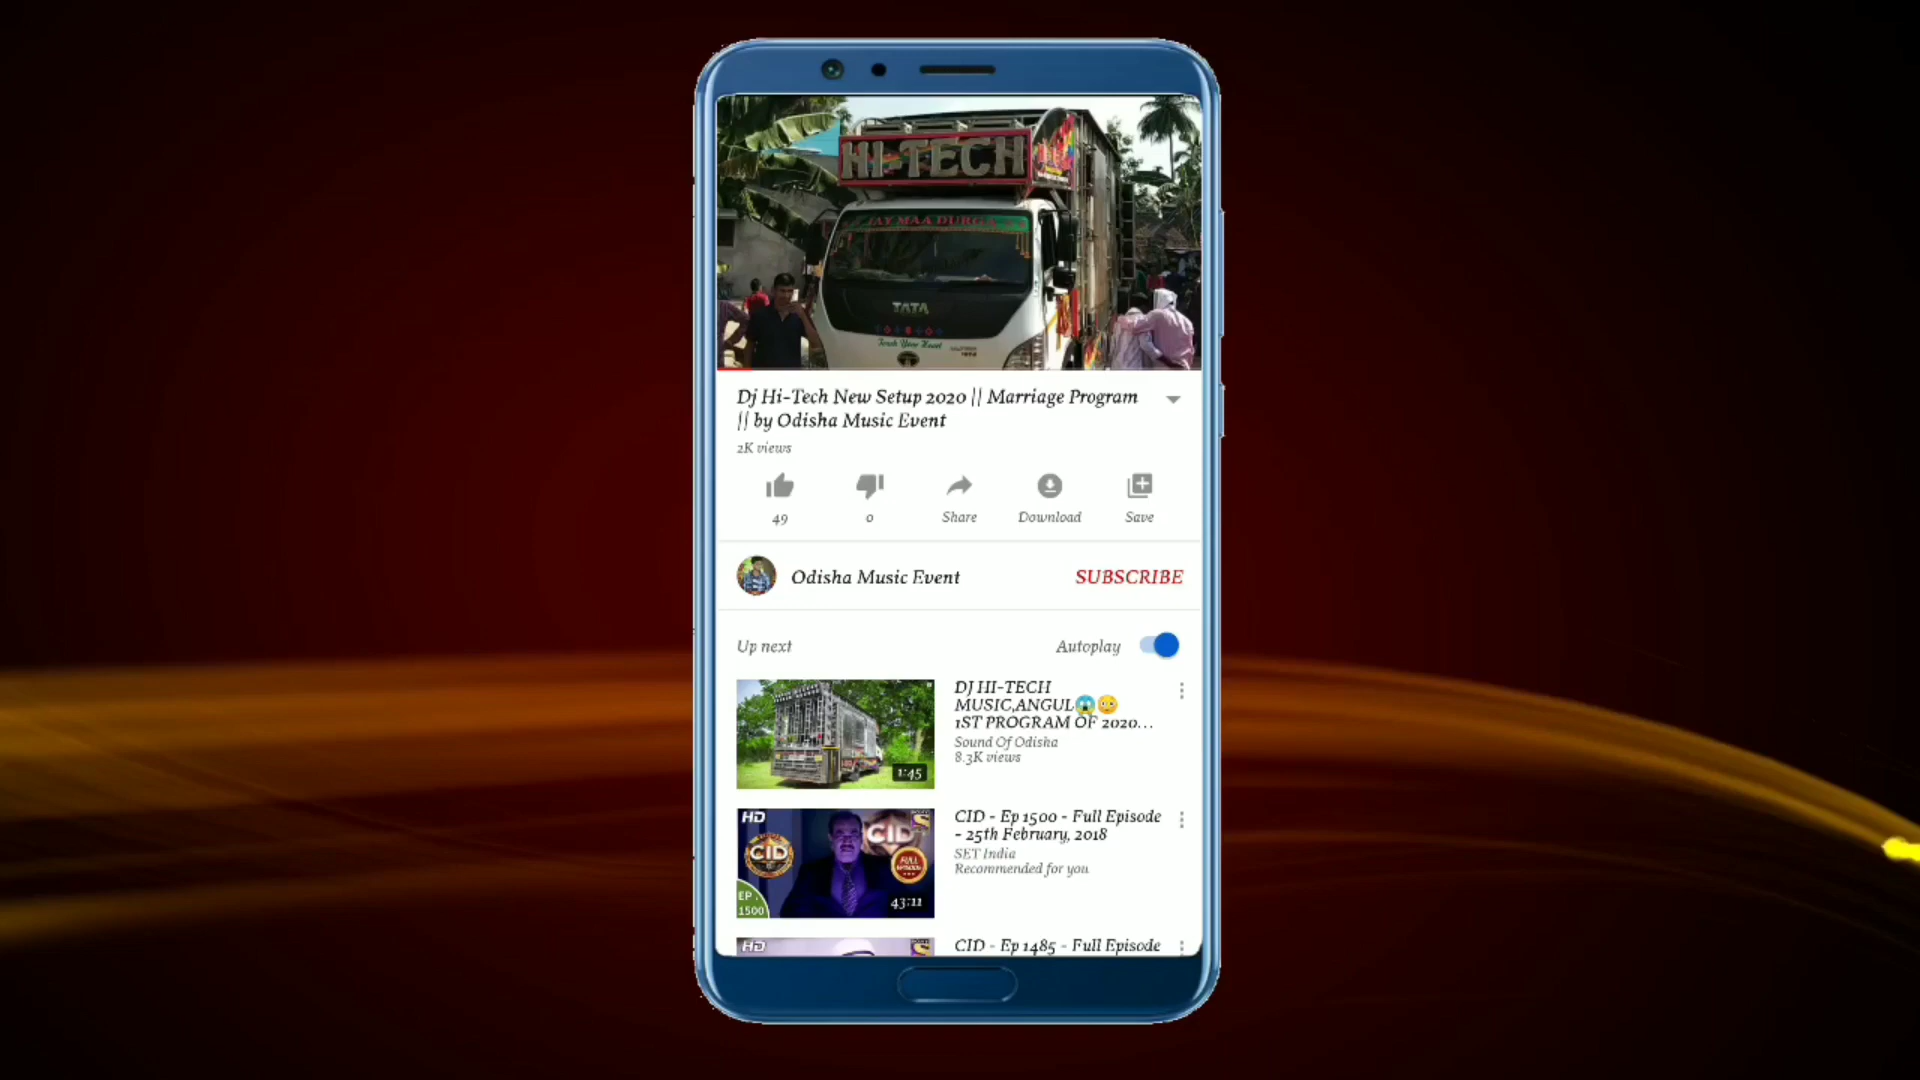 HI-TECH
JAY MAA DURGA
TATA
Dj Hi-Tech New Setup 2020 || Marriage Program
|| by Odisha Music Event
2K views
49
0
Share
Download
Save
Odisha Music Event
SUBSCRIBE
Up next
Autoplay
DJ HI-TECH
MUSIC,ANGUL😱😳
1ST PROGRAM OF 2020...
Sound Of Odisha
8.3K views
1:45
HD
CID
CID
FULL
EPISODE
EP.
1500
43:11
CID - Ep 1500 - Full Episode
- 25th February, 2018
SET India
Recommended for you
HD
CID - Ep 1485 - Full Episode